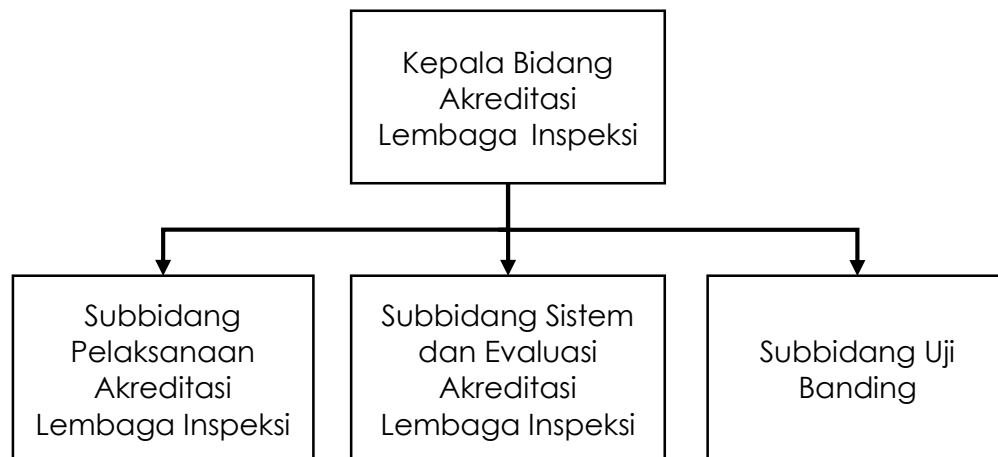 Kepala Bidang
Akreditasi
Lembaga Inspeksi
Subbidang
Pelaksanaan
Akreditasi
Lembaga Inspeksi
Subbidang Sistem
dan Evaluasi
Akreditasi
Lembaga Inspeksi
Subbidang Uji
Banding